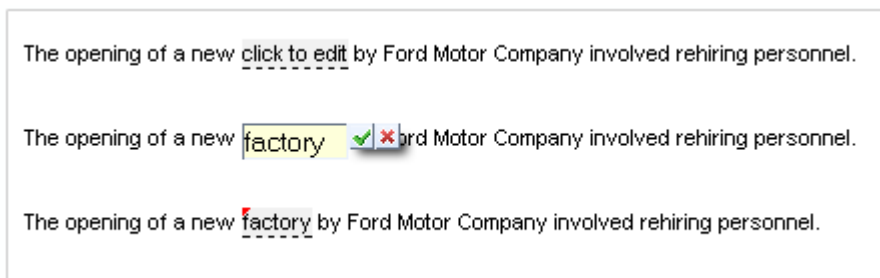 The opening of a new click to edit by Ford Motor Company involved rehiring personnel.
The opening of a new factory ord Motor Company involved rehiring personnel.
The opening of a new factory by Ford Motor Company involved rehiring personnel.